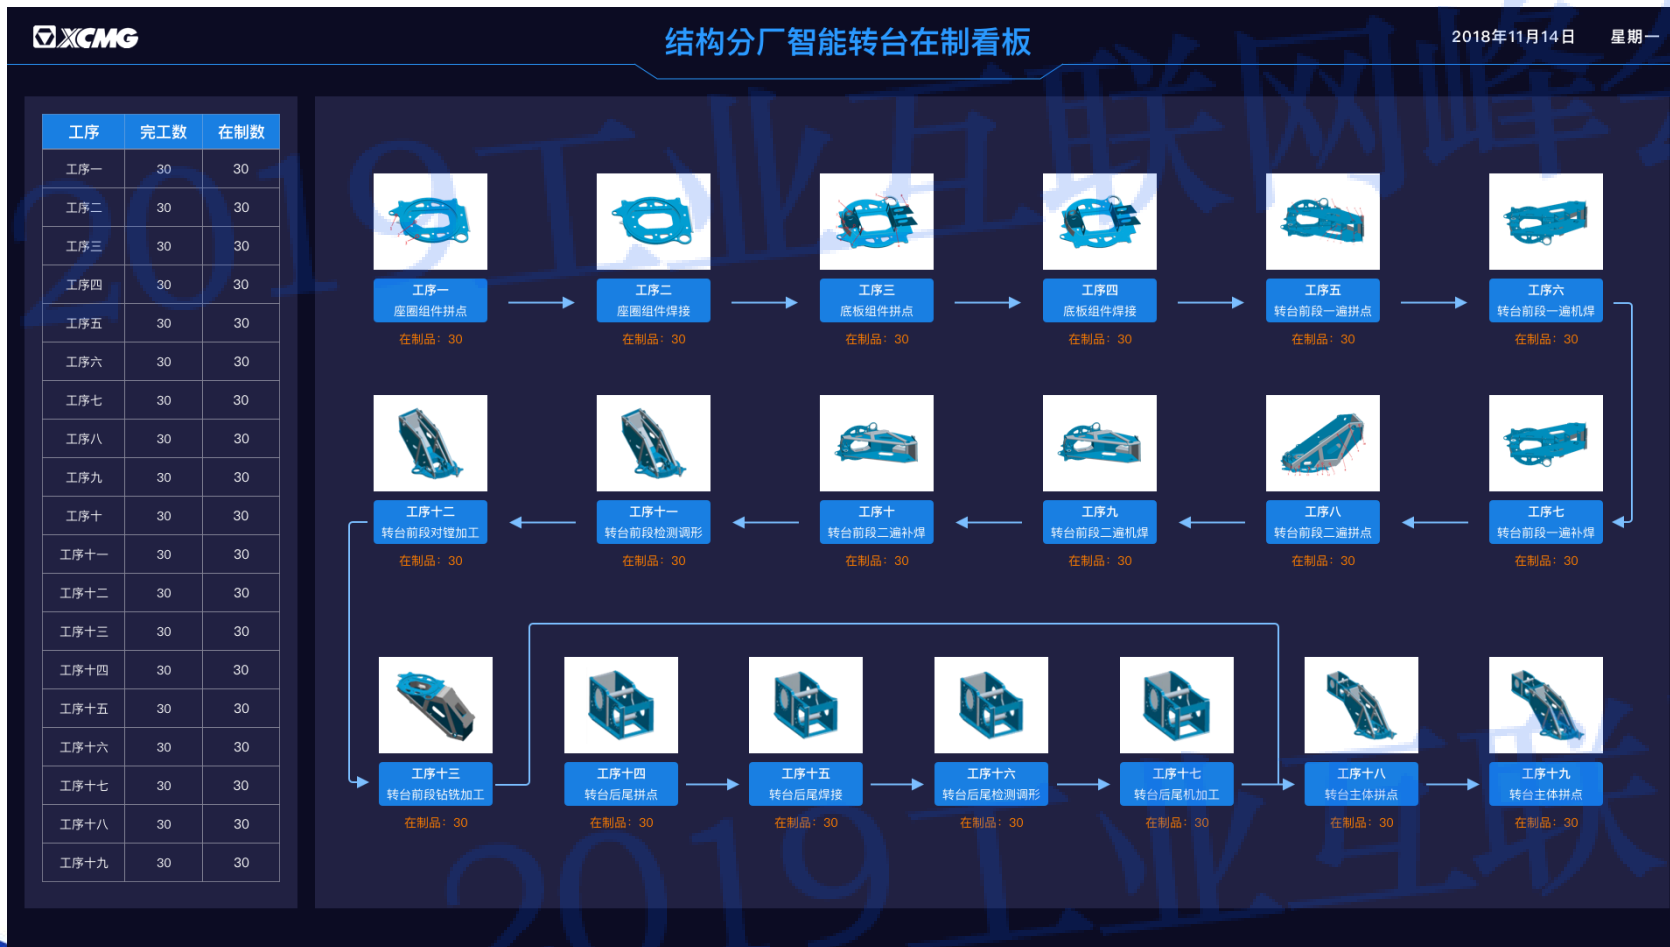 XCMG
结构分厂智能转台在制看板
2018年11月14日 星期一
工序 完工数 在制数
工序一 30 30
工序二 30 30
工序三 30 30
工序四 30 30
工序五 30 30
工序六 30 30
工序七 30 30
工序八 30 30
工序九 30 30
工序十 30 30
工序十一 30 30
工序十二 30 30
工序十三 30 30
工序十四 30 30
工序十五 30 30
工序十六 30 30
工序十七 30 30
工序十八 30 30
工序十九 30 30
工序一 工序二 工序三 工序四 工序五 工序六
座圈组件拼点 座圈组件焊接 底板组件拼点 底板组件焊接 转台前段一遍拼点 转台前段一遍机焊
在制品：30 在制品：30 在制品：30 在制品：30 在制品：30 在制品：30
工序十二 工序十一 工序十 工序九 工序八 工序七
转台前段对镗加工 转台前段检测调形 转台前段二遍补焊 转台前段二遍机焊 转台前段二遍拼点 转台前段一遍补焊
在制品：30 在制品：30 在制品：30 在制品：30 在制品：30 在制品：30
工序十三 工序十四 工序十五 工序十六 工序十七 工序十八 工序十九
转台前段钻铣加工 转台后尾拼点 转台后尾焊接 转台后尾检测调形 转台后尾机加工 转台主体拼点 转台主体拼点
在制品：30 在制品：30 在制品：30 在制品：30 在制品：30 在制品：30 在制品：30
2019工业互联网峰会
2019工业互联